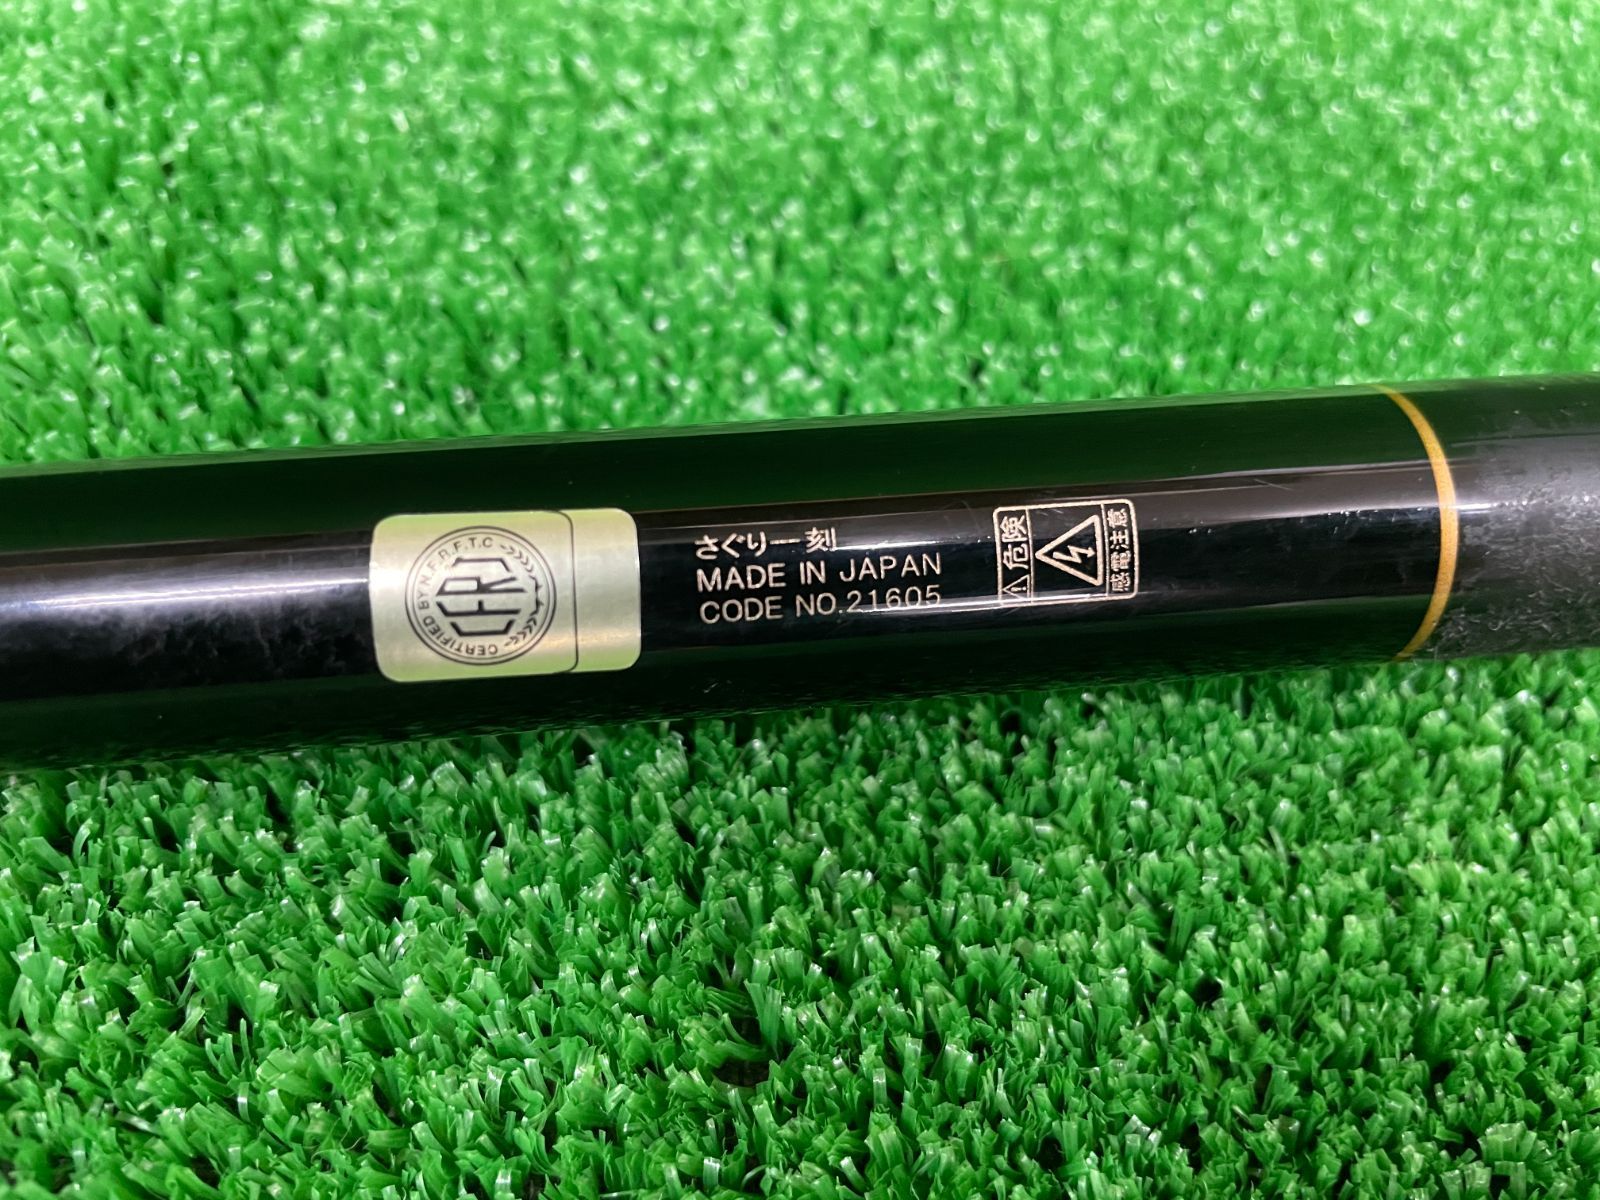 CERTIFIED BY N.F.R.F.T.C
CFRJ
さぐり一刻
MADE IN JAPAN
CODE NO.21605
危険
感電注意